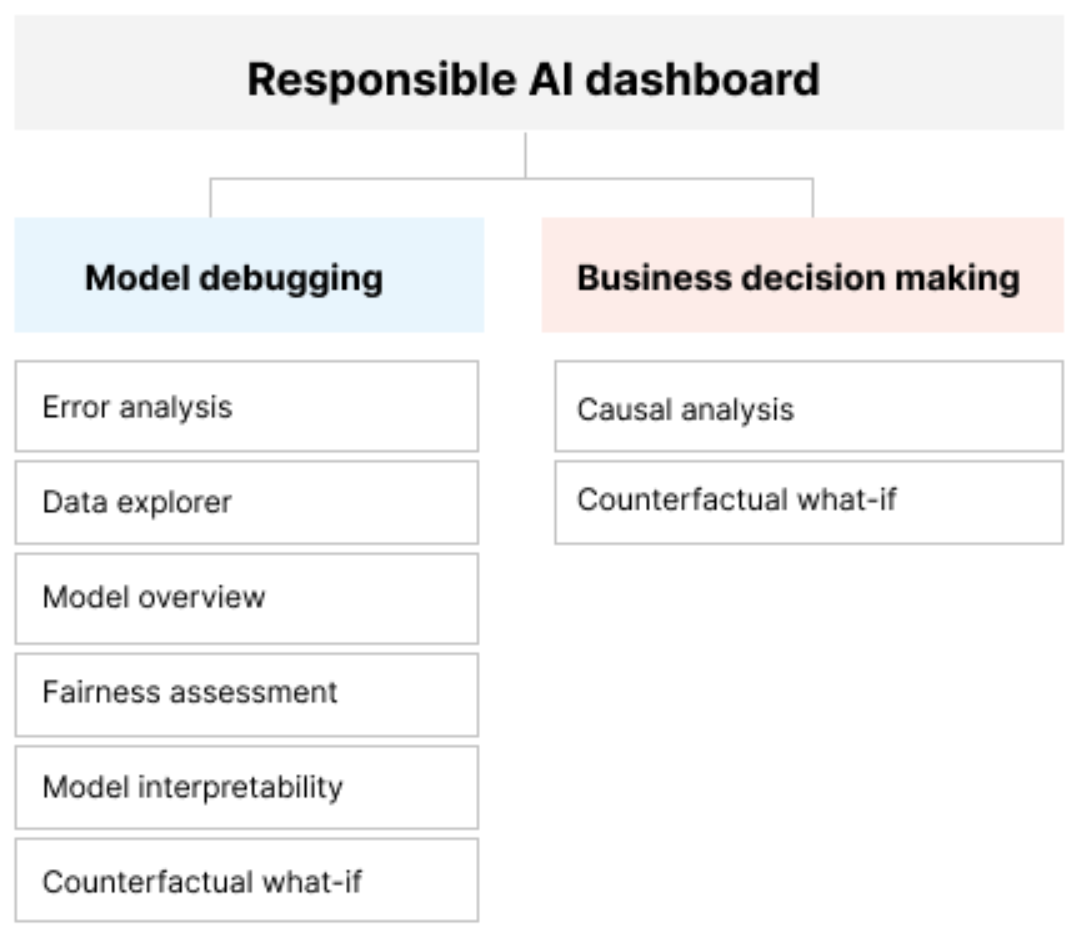 Responsible AI dashboard
Model debugging
Error analysis
Data explorer
Model overview
Fairness assessment
Model interpretability
Counterfactual what-if
Business decision making
Causal analysis
Counterfactual what-if